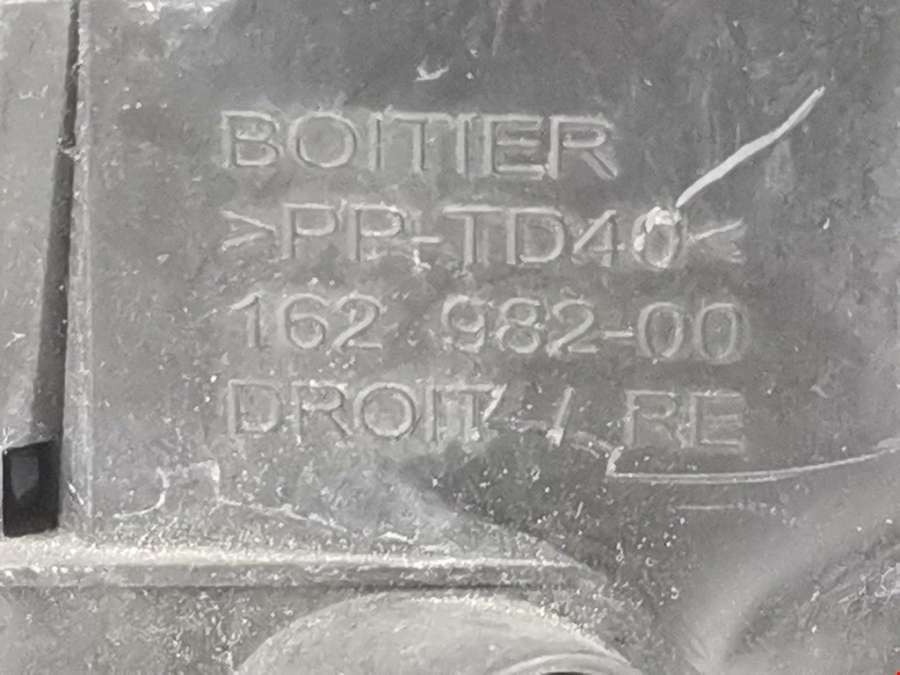 BOITIER
>PP-TD40<
162 982-00
DROIT / RE